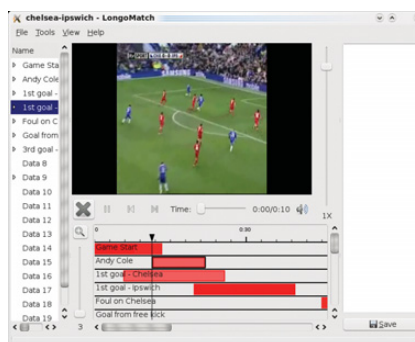 chelsea-ipswich - LongoMatch
File Tools View Help
Name
Game Sta
Andy Cole
1st goal -
1st goal -
Foul on C
Goal from
3rd goal -
Data 8
Data 9
Data 10
Data 11
Data 12
Data 13
Data 14
Data 15
Data 16
Data 17
Data 18
Data 19
SAMSUNG
Time: 0:00/0:10
1X
0 0:30
Game Start
Andy Cole
1st goal - Chelsea
1st goal - Ipswich
Foul on Chelsea
Goal from free kick
3
Save